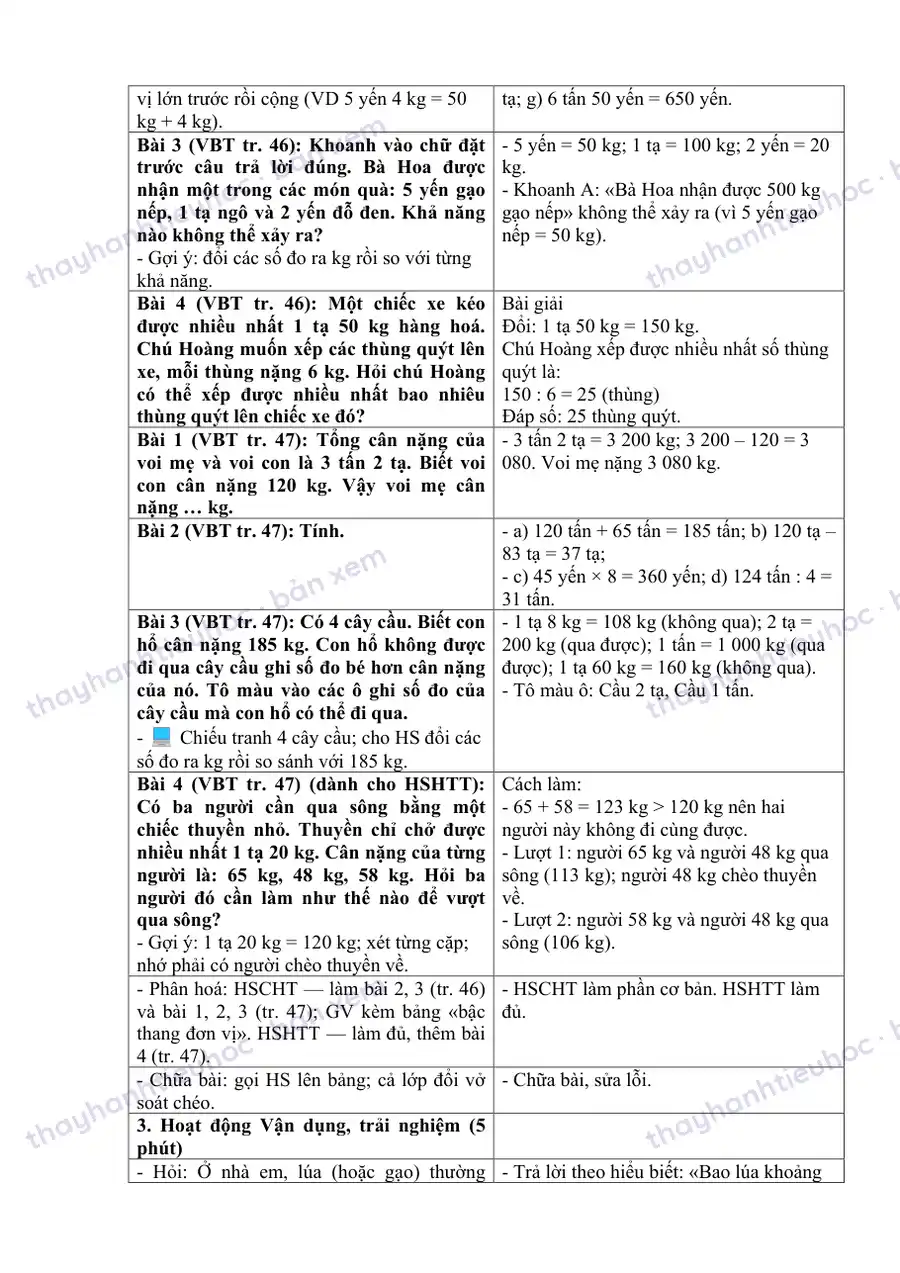 vị lớn trước rồi cộng (VD 5 yến 4 kg = 50
kg + 4 kg).
tạ; g) 6 tấn 50 yến = 650 yến.
Bài 3 (VBT tr. 46): Khoanh vào chữ đặt
trước câu trả lời đúng. Bà Hoa được
nhận một trong các món quà: 5 yến gạo
nếp, 1 tạ ngô và 2 yến đỗ đen. Khả năng
nào không thể xảy ra?
- Gợi ý: đổi các số đo ra kg rồi so với từng
khả năng.
- 5 yến = 50 kg; 1 tạ = 100 kg; 2 yến = 20
kg.
- Khoanh A: «Bà Hoa nhận được 500 kg
gạo nếp» không thể xảy ra (vì 5 yến gạo
nếp = 50 kg).
Bài 4 (VBT tr. 46): Một chiếc xe kéo
được nhiều nhất 1 tạ 50 kg hàng hoá.
Chú Hoàng muốn xếp các thùng quýt lên
xe, mỗi thùng nặng 6 kg. Hỏi chú Hoàng
có thể xếp được nhiều nhất bao nhiêu
thùng quýt lên chiếc xe đó?
Bài giải
Đổi: 1 tạ 50 kg = 150 kg.
Chú Hoàng xếp được nhiều nhất số thùng
quýt là:
150 : 6 = 25 (thùng)
Đáp số: 25 thùng quýt.
Bài 1 (VBT tr. 47): Tổng cân nặng của
voi mẹ và voi con là 3 tấn 2 tạ. Biết voi
con cân nặng 120 kg. Vậy voi mẹ cân
nặng … kg.
- 3 tấn 2 tạ = 3 200 kg; 3 200 – 120 = 3
080. Voi mẹ nặng 3 080 kg.
Bài 2 (VBT tr. 47): Tính.
- a) 120 tấn + 65 tấn = 185 tấn; b) 120 tạ –
83 tạ = 37 tạ;
- c) 45 yến × 8 = 360 yến; d) 124 tấn : 4 =
31 tấn.
Bài 3 (VBT tr. 47): Có 4 cây cầu. Biết con
hổ cân nặng 185 kg. Con hổ không được
đi qua cây cầu ghi số đo bé hơn cân nặng
của nó. Tô màu vào các ô ghi số đo của
cây cầu mà con hổ có thể đi qua.
- Chiếu tranh 4 cây cầu; cho HS đổi các
số đo ra kg rồi so sánh với 185 kg.
- 1 tạ 8 kg = 108 kg (không qua); 2 tạ =
200 kg (qua được); 1 tấn = 1 000 kg (qua
được); 1 tạ 60 kg = 160 kg (không qua).
- Tô màu ô: Cầu 2 tạ, Cầu 1 tấn.
Bài 4 (VBT tr. 47) (dành cho HSHTT):
Có ba người cần qua sông bằng một
chiếc thuyền nhỏ. Thuyền chỉ chở được
nhiều nhất 1 tạ 20 kg. Cân nặng của từng
người là: 65 kg, 48 kg, 58 kg. Hỏi ba
người đó cần làm như thế nào để vượt
qua sông?
- Gợi ý: 1 tạ 20 kg = 120 kg; xét từng cặp;
nhớ phải có người chèo thuyền về.
Cách làm:
- 65 + 58 = 123 kg > 120 kg nên hai
người này không đi cùng được.
- Lượt 1: người 65 kg và người 48 kg qua
sông (113 kg); người 48 kg chèo thuyền
về.
- Lượt 2: người 58 kg và người 48 kg qua
sông (106 kg).
- Phân hoá: HSCHT — làm bài 2, 3 (tr. 46)
và bài 1, 2, 3 (tr. 47); GV kèm bảng «bậc
thang đơn vị». HSHTT — làm đủ, thêm bài
4 (tr. 47).
- HSCHT làm phần cơ bản. HSHTT làm
đủ.
- Chữa bài: gọi HS lên bảng; cả lớp đổi vở
soát chéo.
- Chữa bài, sửa lỗi.
3. Hoạt động Vận dụng, trải nghiệm (5
phút)
- Hỏi: Ở nhà em, lúa (hoặc gạo) thường
- Trả lời theo hiểu biết: «Bao lúa khoảng
thayhanhtieuhoc · bản xem
thayhanhtieuhoc · b
thayhanhtieuhoc · bản xem
thayhanhtieuhoc · b
thayhanhtieuhoc · bản xem
thayhanhtieuhoc · b